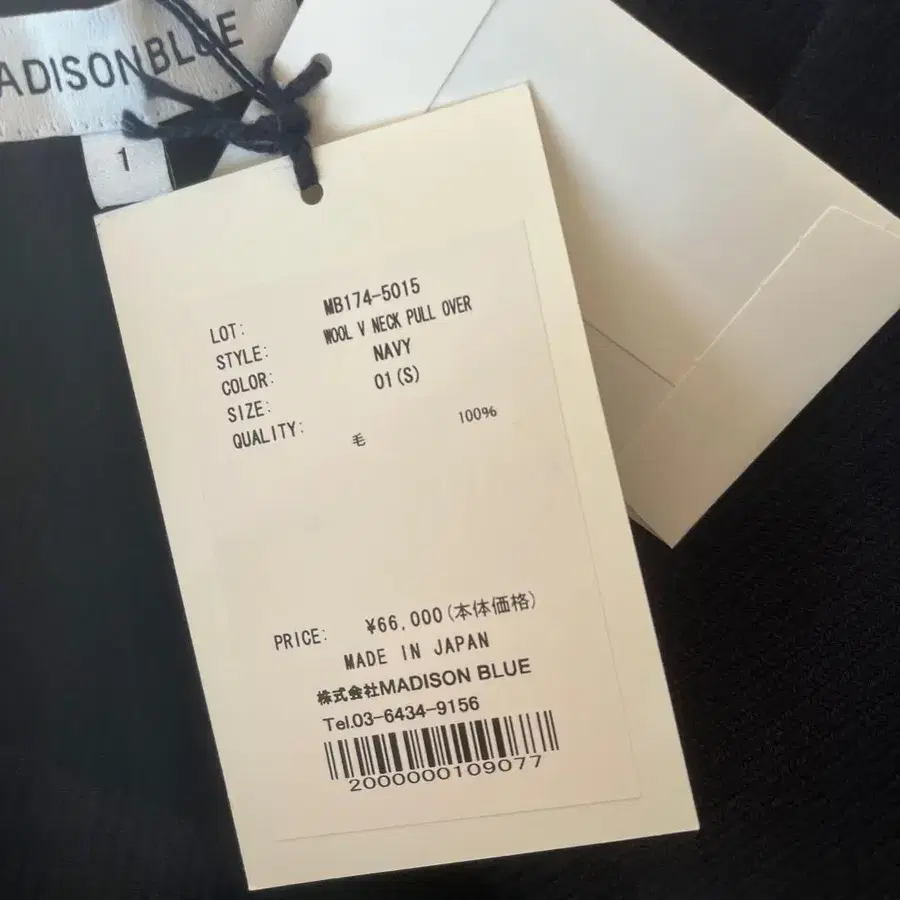 MADISONBLUE
1
LOT: MB174-5015
STYLE: WOOL V NECK PULL OVER
COLOR: NAVY
SIZE: 01(S)
QUALITY: 毛 100%
PRICE: ¥66,000(本体価格)
MADE IN JAPAN
株式会社MADISON BLUE
Tel.03-6434-9156
2000000109077